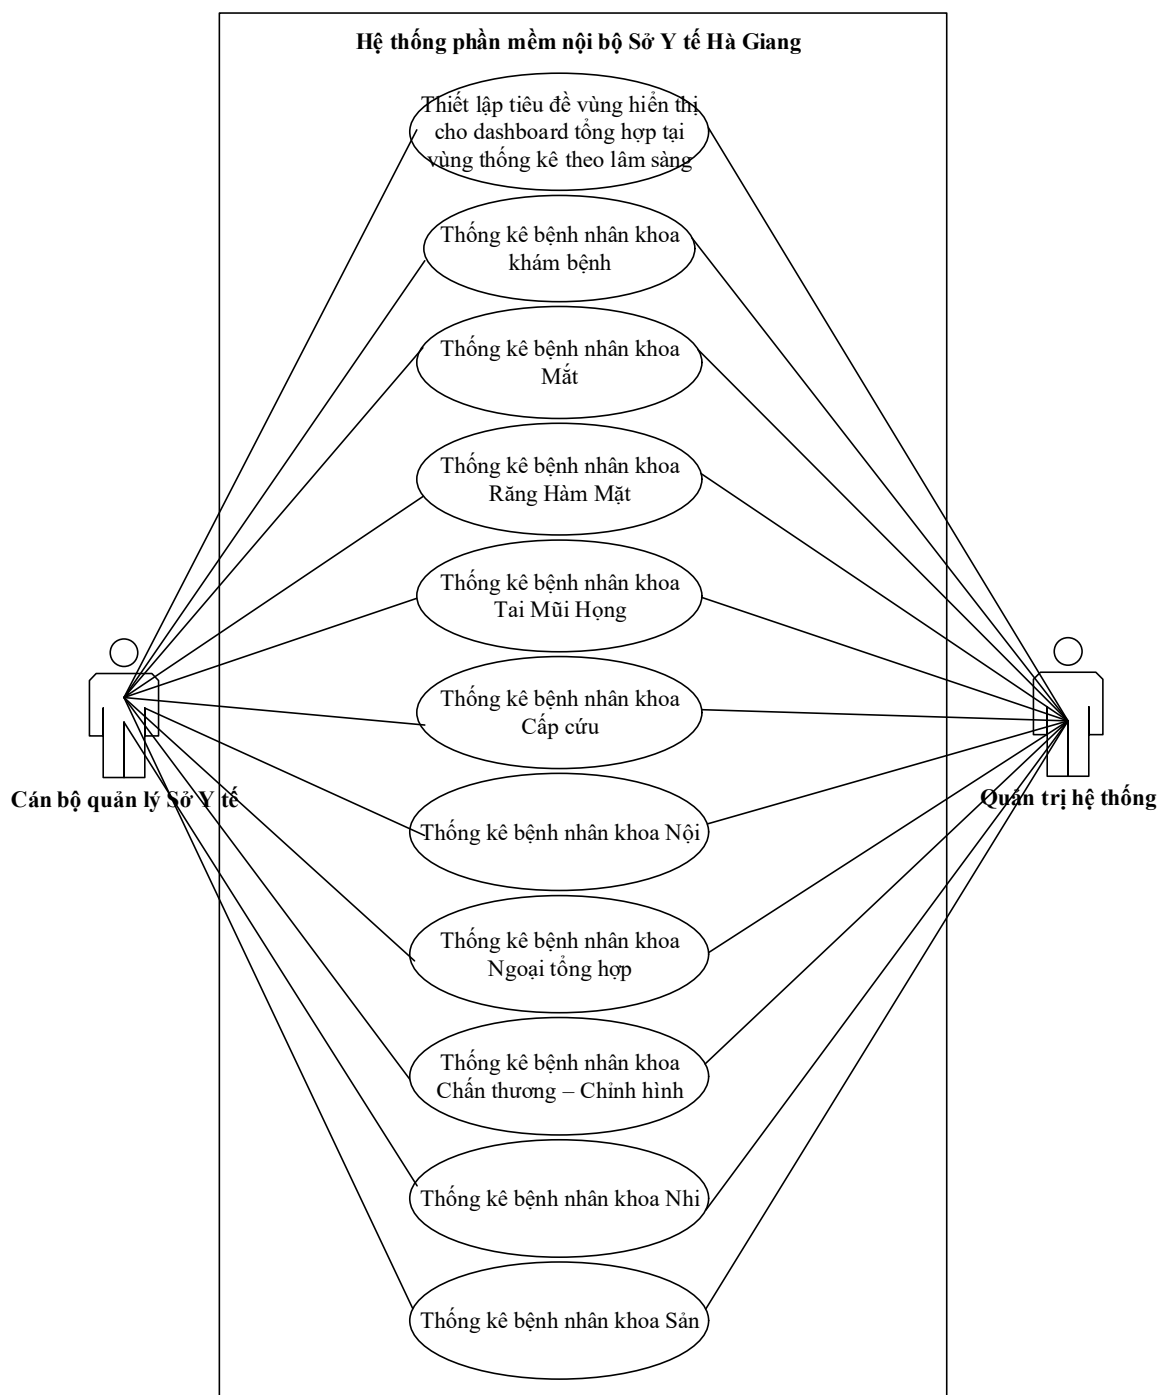 Hệ thống phần mềm nội bộ Sở Y tế Hà Giang
Thiết lập tiêu đề vùng hiển thị
cho dashboard tổng hợp tại
vùng thống kê theo lâm sàng
Thống kê bệnh nhân khoa
khám bệnh
Thống kê bệnh nhân khoa
Mắt
Thống kê bệnh nhân khoa
Răng Hàm Mặt
Thống kê bệnh nhân khoa
Tai Mũi Họng
Thống kê bệnh nhân khoa
Cấp cứu
Cán bộ quản lý Sở Y tế
Quản trị hệ thống
Thống kê bệnh nhân khoa Nội
Thống kê bệnh nhân khoa
Ngoại tổng hợp
Thống kê bệnh nhân khoa
Chấn thương – Chỉnh hình
Thống kê bệnh nhân khoa Nhi
Thống kê bệnh nhân khoa Sản